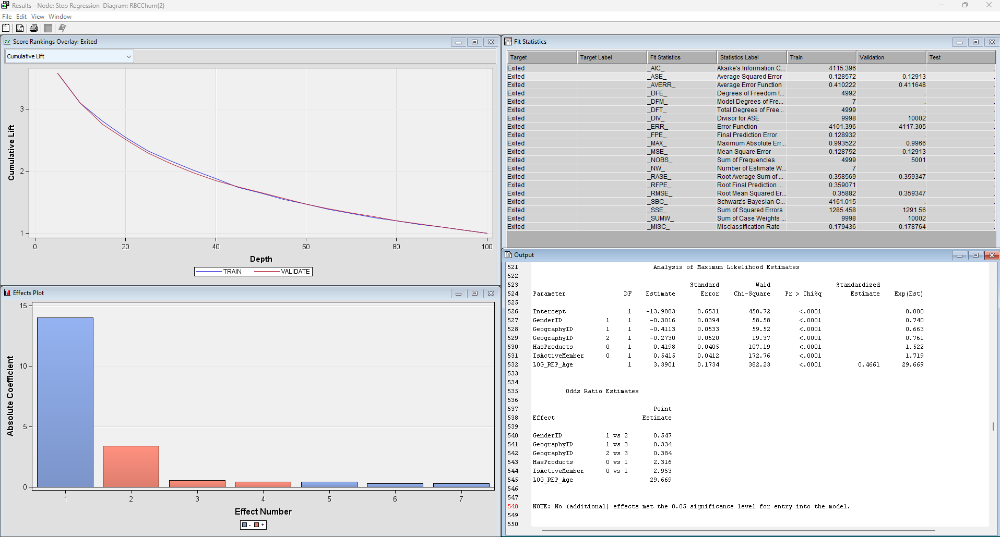 Results - Node: Step Regression  Diagram: RBCChurn(2)
File  Edit  View  Window
Score Rankings Overlay: Exited
Cumulative Lift
Cumulative Lift
3
2
1
0  20  40  60  80  100
Depth
TRAIN  VALIDATE
Effects Plot
Absolute Coefficient
15
10
5
0
1  2  3  4  5  6  7
Effect Number
-  +
Fit Statistics
Target  Target Label  Fit Statistics  Statistics Label  Train  Validation  Test
Exited  _AIC_  Akaike's Information C...  4115.396  .  .
Exited  _ASE_  Average Squared Error  0.128572  0.12913  .
Exited  _AVERR_  Average Error Function  0.410222  0.411648  .
Exited  _DFE_  Degrees of Freedom f...  4992  .  .
Exited  _DFM_  Model Degrees of Fre...  7  .  .
Exited  _DFT_  Total Degrees of Free...  4999  .  .
Exited  _DIV_  Divisor for ASE  9998  10002  .
Exited  _ERR_  Error Function  4101.396  4117.305  .
Exited  _FPE_  Final Prediction Error  0.128932  .  .
Exited  _MAX_  Maximum Absolute Err...  0.993522  0.9966  .
Exited  _MSE_  Mean Square Error  0.128752  0.12913  .
Exited  _NOBS_  Sum of Frequencies  4999  5001  .
Exited  _NW_  Number of Estimate W...  7  .  .
Exited  _RASE_  Root Average Sum of ...  0.358569  0.359347  .
Exited  _RFPE_  Root Final Prediction ...  0.359071  .  .
Exited  _RMSE_  Root Mean Squared Er...  0.35882  0.359347  .
Exited  _SBC_  Schwarz's Bayesian C...  4161.015  .  .
Exited  _SSE_  Sum of Squared Errors  1285.458  1291.56  .
Exited  _SUMW_  Sum of Case Weights ...  9998  10002  .
Exited  _MISC_  Misclassification Rate  0.179436  0.178764  .
Output
521  Analysis of Maximum Likelihood Estimates
522
523  Standard  Wald  Standardized
524  Parameter  DF  Estimate  Error  Chi-Square  Pr > ChiSq  Estimate  Exp(Est)
525
526  Intercept  1  -13.9883  0.6531  458.72  <.0001  0.000
527  GenderID  1  1  -0.3016  0.0394  58.58  <.0001  0.740
528  GeographyID  1  1  -0.4113  0.0533  59.52  <.0001  0.663
529  GeographyID  2  1  -0.2730  0.0620  19.37  <.0001  0.761
530  HasProducts  0  1  0.4198  0.0405  107.19  <.0001  1.522
531  IsActiveMember  0  1  0.5415  0.0412  172.76  <.0001  1.719
532  LOG_REP_Age  1  3.3901  0.1734  382.23  <.0001  0.4661  29.669
533
534
535  Odds Ratio Estimates
536
537  Point
538  Effect  Estimate
539
540  GenderID  1 vs 2  0.547
541  GeographyID  1 vs 3  0.334
542  GeographyID  2 vs 3  0.384
543  HasProducts  0 vs 1  2.316
544  IsActiveMember  0 vs 1  2.953
545  LOG_REP_Age  29.669
546
547
548  NOTE: No (additional) effects met the 0.05 significance level for entry into the model.
549
550